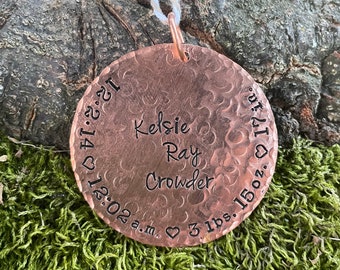 Kelsie
Ray
Crowder
12.2.14 ♡ 12:02 a.m. ♡ 3 lbs. 15 oz. ♡ 17 in.